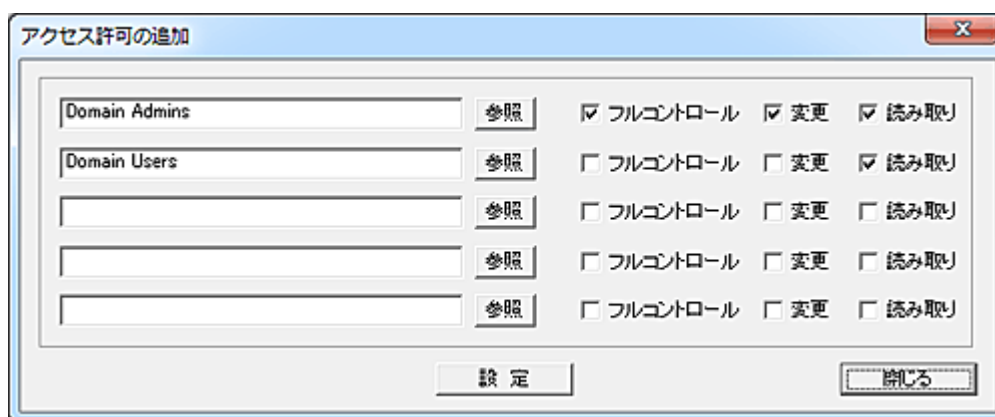 アクセス許可の追加
Domain Admins 参照 フルコントロール 変更 読み取り
Domain Users 参照 フルコントロール 変更 読み取り
参照 フルコントロール 変更 読み取り
参照 フルコントロール 変更 読み取り
参照 フルコントロール 変更 読み取り
設 定 閉じる